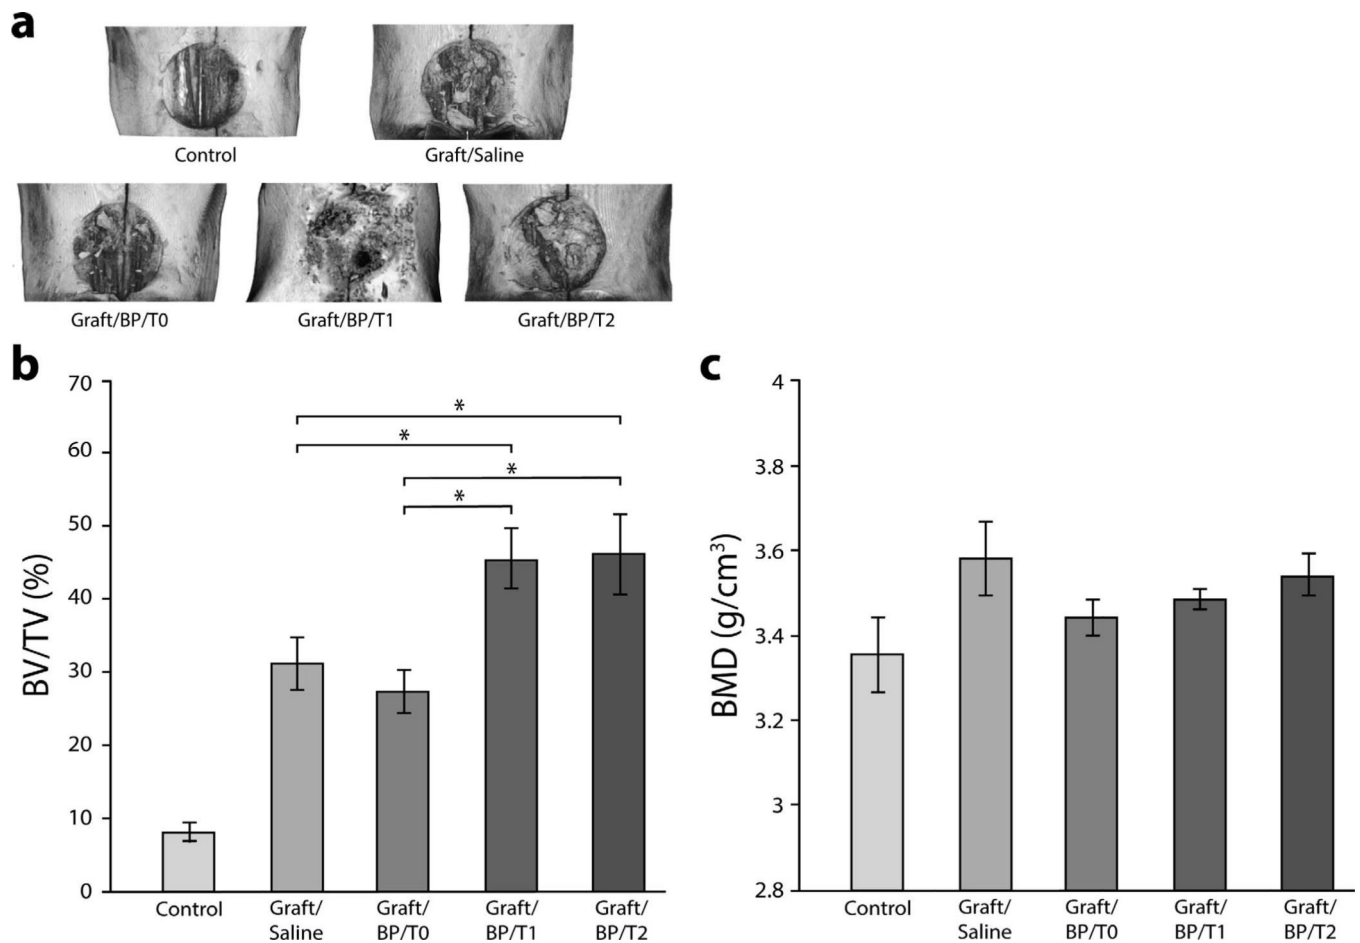 a
Control
Graft/Saline
Graft/BP/T0
Graft/BP/T1
Graft/BP/T2
b
BV/TV (%)
70
60
50
40
30
20
10
0
*
*
*
*
Control
Graft/
Saline
Graft/
BP/T0
Graft/
BP/T1
Graft/
BP/T2
c
BMD (g/cm³)
4
3.8
3.6
3.4
3.2
3
2.8
Control
Graft/
Saline
Graft/
BP/T0
Graft/
BP/T1
Graft/
BP/T2